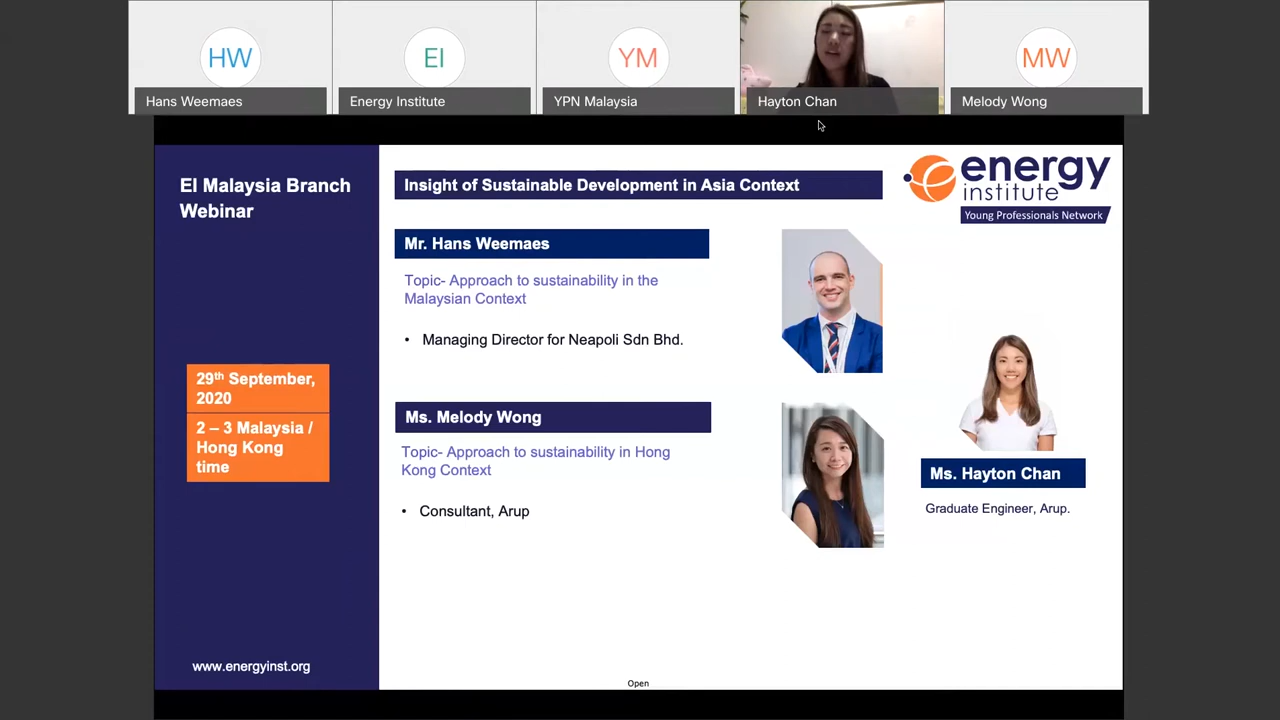 HW
EI
YM
MW
Hans Weemaes
Energy Institute
YPN Malaysia
Hayton Chan
Melody Wong
EI Malaysia Branch
Webinar
29th September,
2020
2 – 3 Malaysia /
Hong Kong
time
www.energyinst.org
Insight of Sustainable Development in Asia Context
energy
institute
Young Professionals Network
Mr. Hans Weemaes
Topic- Approach to sustainability in the
Malaysian Context
• Managing Director for Neapoli Sdn Bhd.
Ms. Melody Wong
Topic- Approach to sustainability in Hong
Kong Context
• Consultant, Arup
Ms. Hayton Chan
Graduate Engineer, Arup.
Open